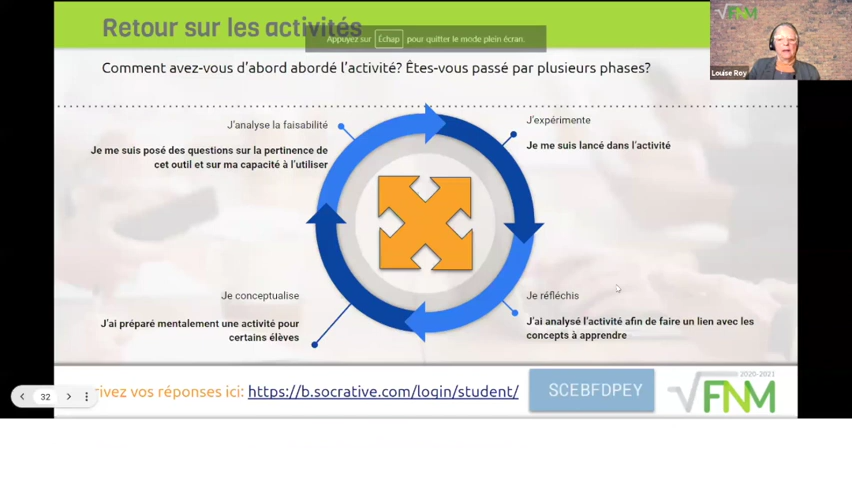 Retour sur les activités
Appuyez sur Échap pour quitter le mode plein écran.
FNM
Louise Roy
Comment avez-vous d'abord abordé l'activité? Êtes-vous passé par plusieurs phases?
J'analyse la faisabilité
Je me suis posé des questions sur la pertinence de
cet outil et sur ma capacité à l'utiliser
J'expérimente
Je me suis lancé dans l'activité
Je conceptualise
J'ai préparé mentalement une activité pour
certains élèves
Je réfléchis
J'ai analysé l'activité afin de faire un lien avec les
concepts à apprendre
32
rivez vos réponses ici: https://b.socrative.com/login/student/
SCEBFDPEY
2020-2021
FNM